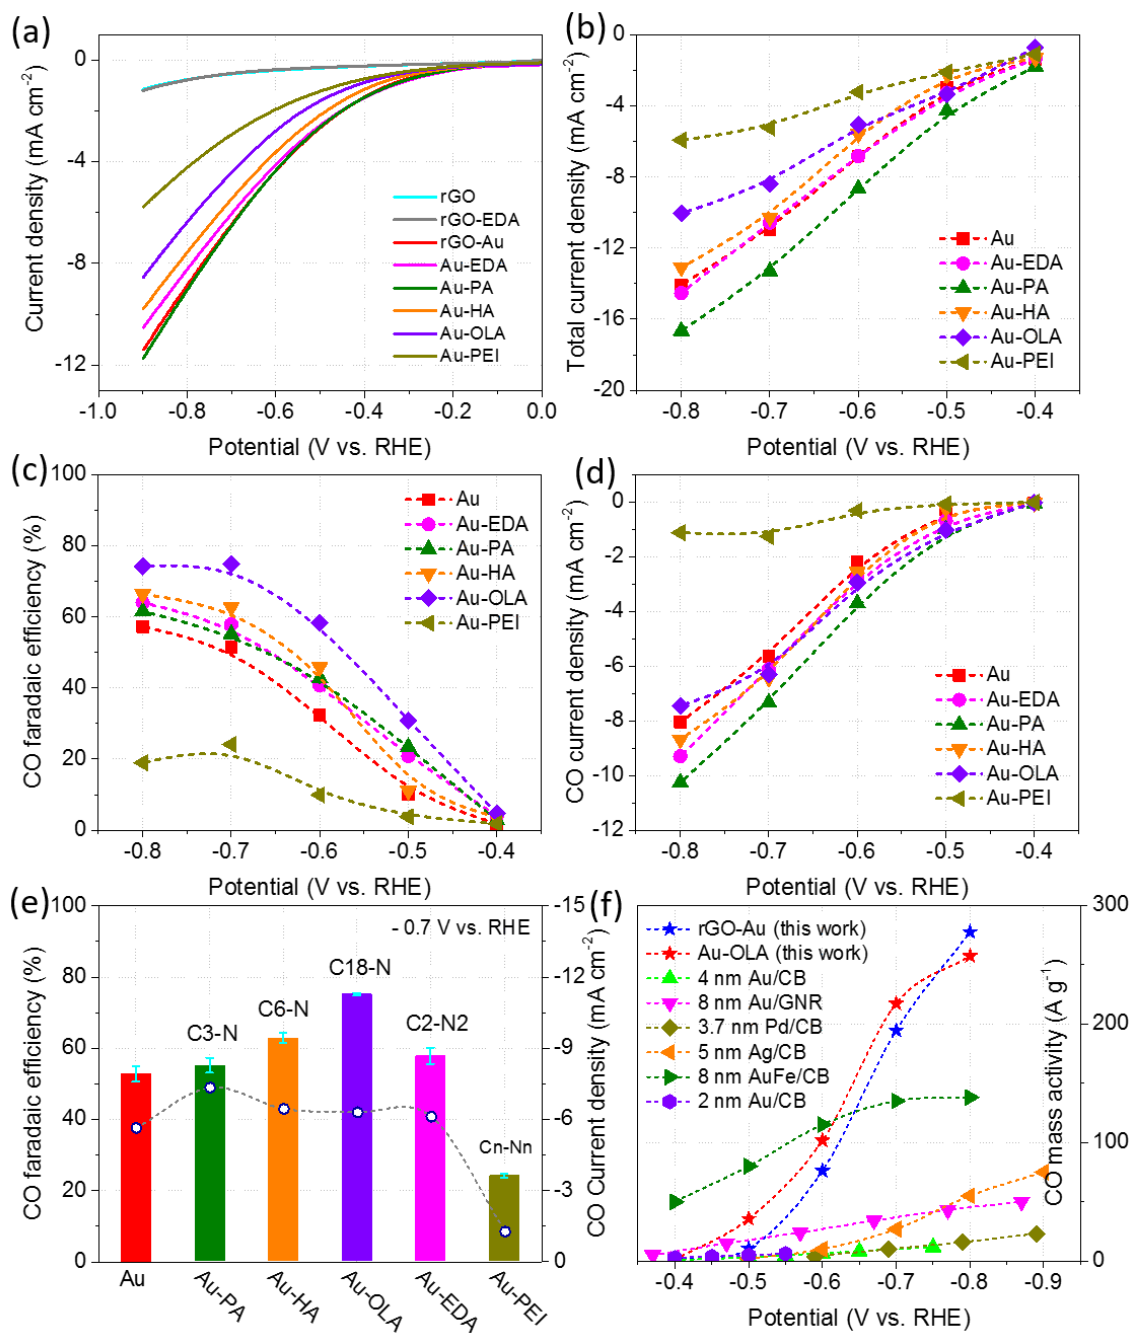 (a)
0
-4
-8
-12
Current density (mA cm-2)
rGO
rGO-EDA
rGO-Au
Au-EDA
Au-PA
Au-HA
Au-OLA
Au-PEI
-1.0 -0.8 -0.6 -0.4 -0.2 0.0
Potential (V vs. RHE)
(b)
0
-4
-8
-12
-16
-20
Total current density (mA cm-2)
Au
Au-EDA
Au-PA
Au-HA
Au-OLA
Au-PEI
-0.8 -0.7 -0.6 -0.5 -0.4
Potential (V vs. RHE)
(c)
100
80
60
40
20
0
CO faradaic efficiency (%)
Au
Au-EDA
Au-PA
Au-HA
Au-OLA
Au-PEI
-0.8 -0.7 -0.6 -0.5 -0.4
Potential (V vs. RHE)
(d)
0
-2
-4
-6
-8
-10
-12
CO current density (mA cm-2)
Au
Au-EDA
Au-PA
Au-HA
Au-OLA
Au-PEI
-0.8 -0.7 -0.6 -0.5 -0.4
Potential (V vs. RHE)
(e)
100
80
60
40
20
0
CO faradaic efficiency (%)
- 0.7 V vs. RHE
C3-N
C6-N
C18-N
C2-N2
Cn-Nn
Au
Au-PA
Au-HA
Au-OLA
Au-EDA
Au-PEI
-15
-12
-9
-6
-3
0
CO Current density (mA cm-2)
(f)
rGO-Au (this work)
Au-OLA (this work)
4 nm Au/CB
8 nm Au/GNR
3.7 nm Pd/CB
5 nm Ag/CB
8 nm AuFe/CB
2 nm Au/CB
300
200
100
0
CO mass activity (A g-1)
-0.4 -0.5 -0.6 -0.7 -0.8 -0.9
Potential (V vs. RHE)